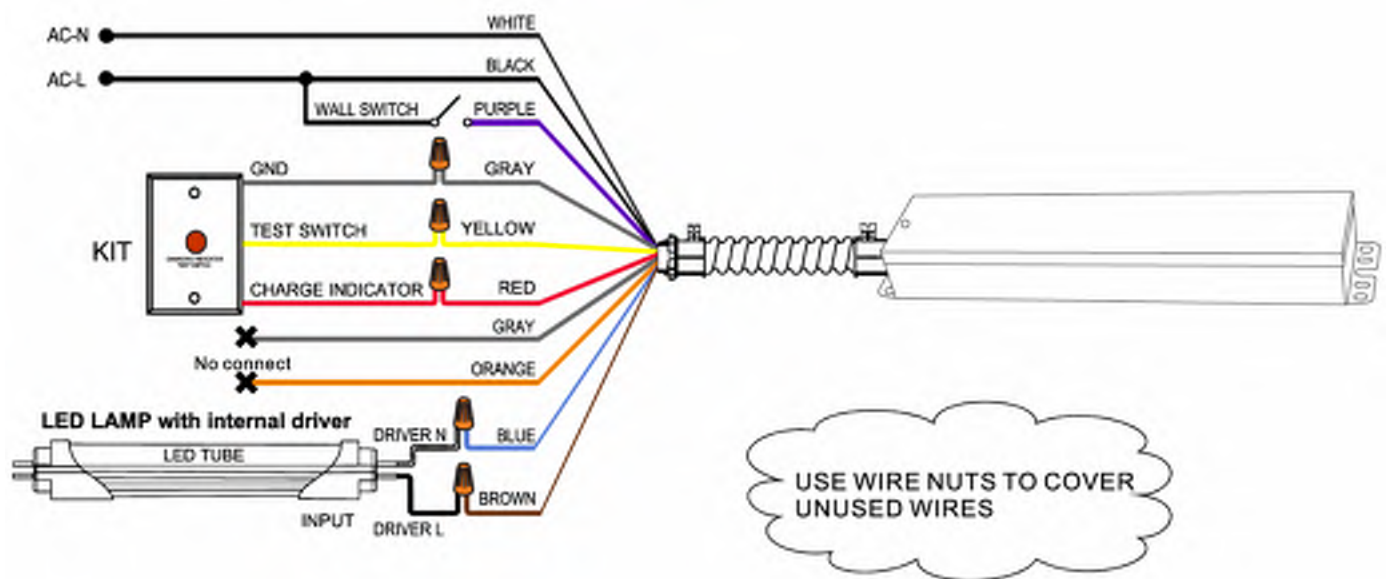 AC-N
WHITE
AC-L
BLACK
WALL SWITCH
PURPLE
GND
GRAY
KIT
TEST SWITCH
YELLOW
CHARGE INDICATOR
RED
GRAY
No connect
ORANGE
LED LAMP with internal driver
LED TUBE
DRIVER N
BLUE
BROWN
INPUT
DRIVER L
USE WIRE NUTS TO COVER
UNUSED WIRES